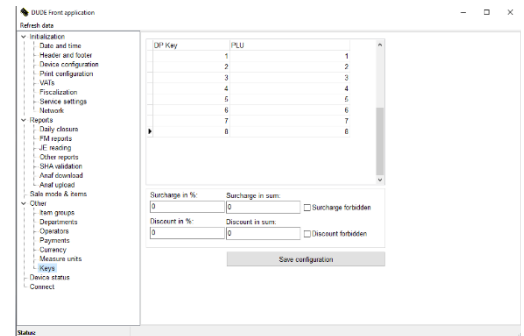 DUDE Front application
Refresh data
Initialization
Date and time
Header and footer
Device configuration
Print configuration
VATs
Fiscalization
Service settings
Network
Reports
Daily closure
FM reports
JE reading
Other reports
SHA validation
Anaf download
Anaf upload
Sale mode & items
Other
Item groups
Departments
Operators
Payments
Currency
Measure units
Keys
Device status
Connect
DP Key PLU
1 1
2 2
3 3
4 4
5 5
6 6
7 7
8 8
Surcharge in %: Surcharge in sum:
0 0 Surcharge forbidden
Discount in %: Discount in sum:
0 0 Discount forbidden
Save configuration
Status: